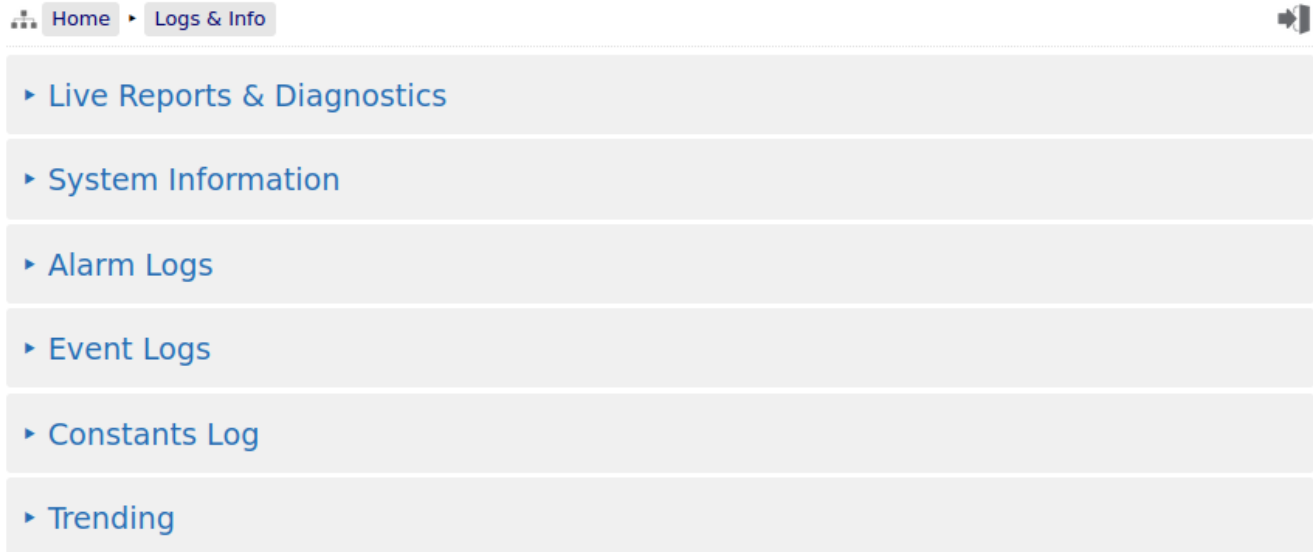 Home ‣ Logs & Info
‣ Live Reports & Diagnostics
‣ System Information
‣ Alarm Logs
‣ Event Logs
‣ Constants Log
‣ Trending